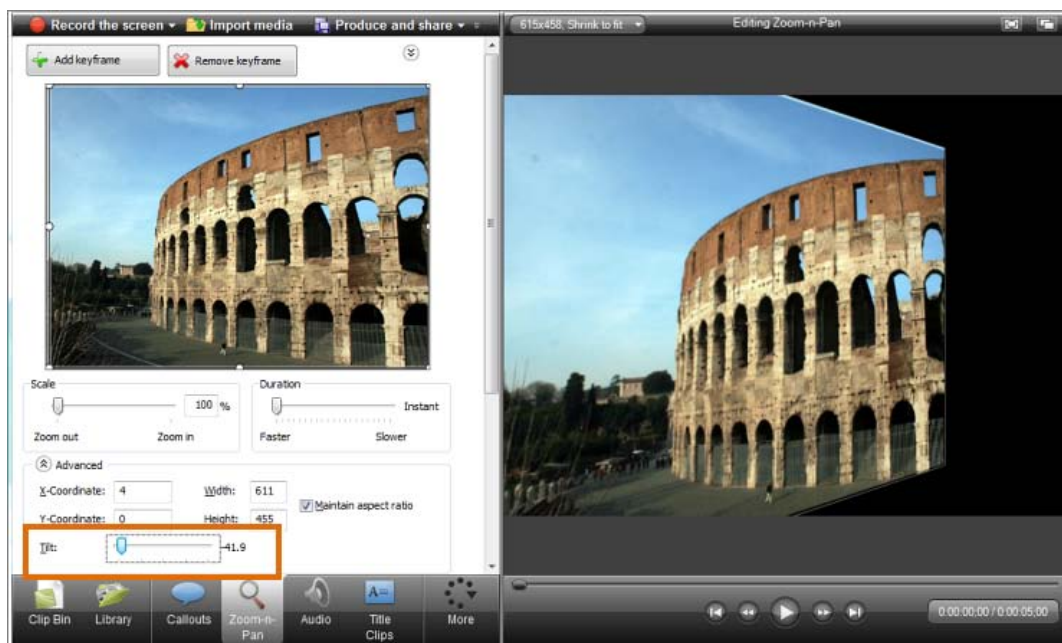 Record the screen Import media Produce and share
615x458, Shrink to fit
Editing Zoom-n-Pan
Add keyframe Remove keyframe
Scale
100 %
Zoom out Zoom in
Duration
Instant
Faster Slower
Advanced
X-Coordinate: 4 Width: 611
Maintain aspect ratio
Y-Coordinate: 0 Height: 455
Tilt: -41.9
Clip Bin Library Callouts Zoom-n-Pan Audio Title Clips More
0:00:00;00 / 0:00:05;00